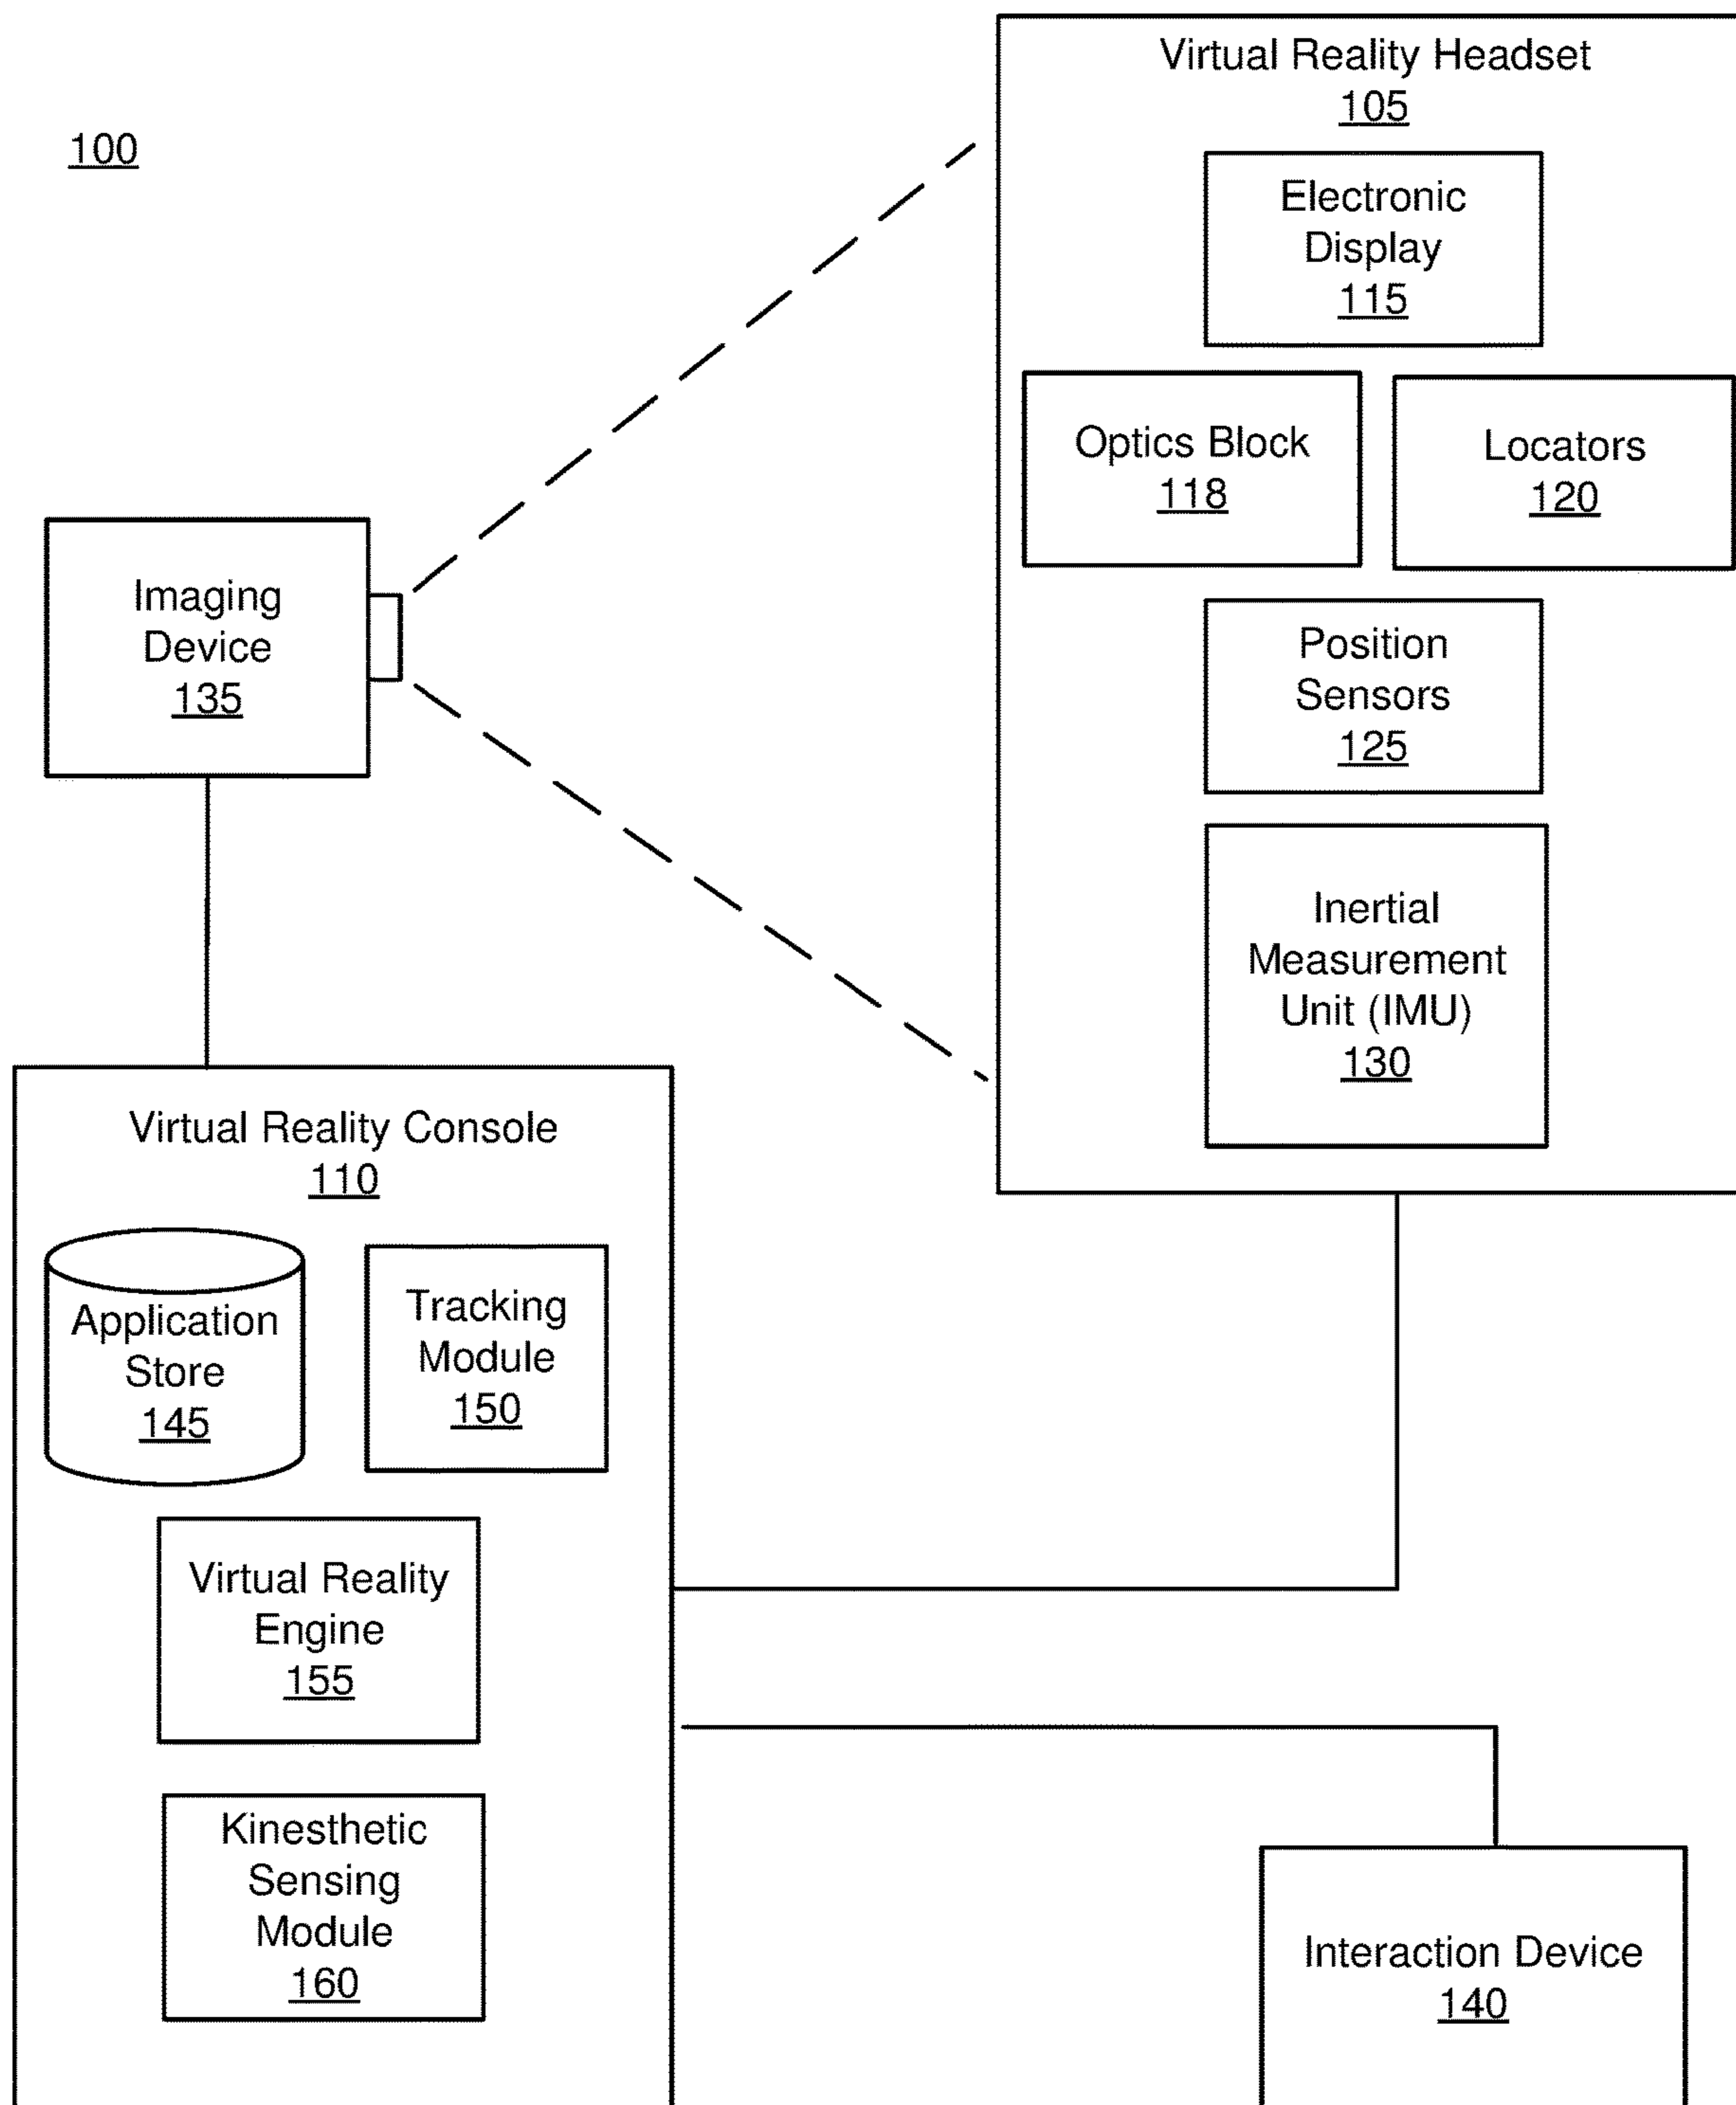 100
Virtual Reality Headset
105
Electronic
Display
115
Optics Block
118
Locators
120
Position
Sensors
125
Inertial
Measurement
Unit (IMU)
130
Imaging
Device
135
Virtual Reality Console
110
Application
Store
145
Tracking
Module
150
Virtual Reality
Engine
155
Kinesthetic
Sensing
Module
160
Interaction Device
140